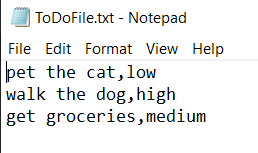 ToDoFile.txt - Notepad
File Edit Format View Help
pet the cat,low
walk the dog,high
get groceries,medium